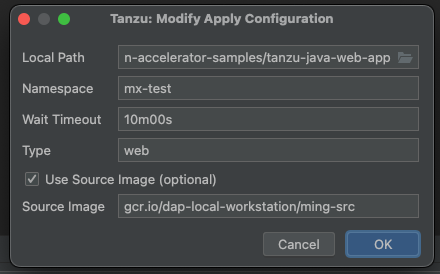 Tanzu: Modify Apply Configuration
Local Path n-accelerator-samples/tanzu-java-web-app
Namespace mx-test
Wait Timeout 10m00s
Type web
Use Source Image (optional)
Source Image gcr.io/dap-local-workstation/ming-src
Cancel OK